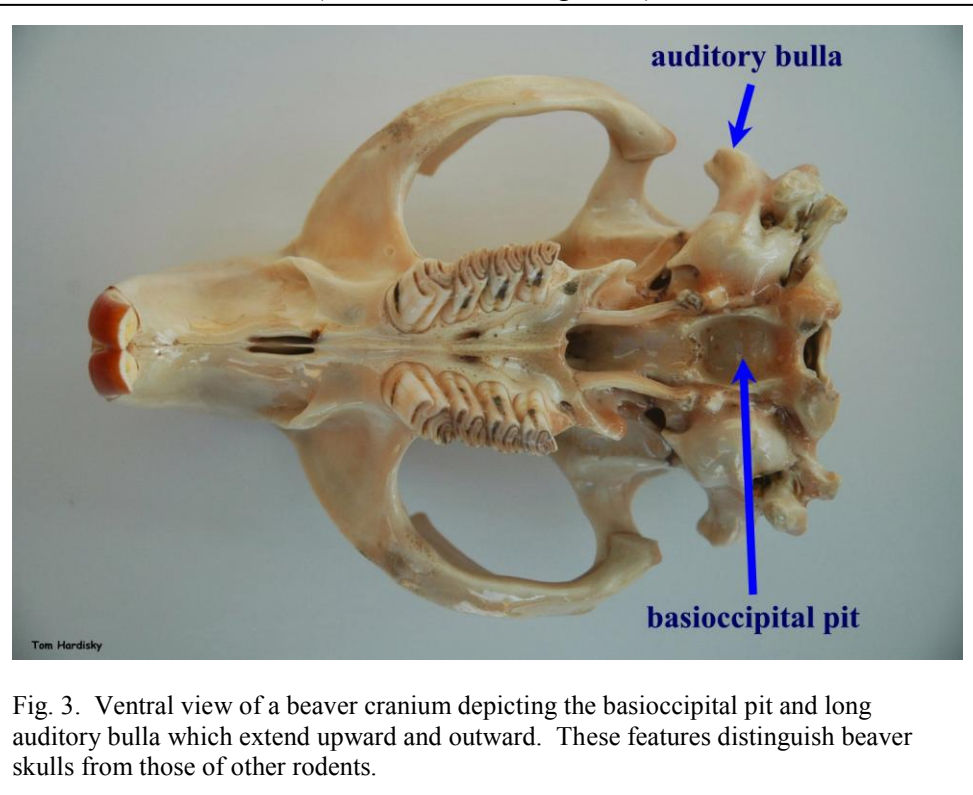 auditory bulla
basioccipital pit
Tom Hardisky
Fig. 3.  Ventral view of a beaver cranium depicting the basioccipital pit and long
auditory bulla which extend upward and outward.  These features distinguish beaver
skulls from those of other rodents.